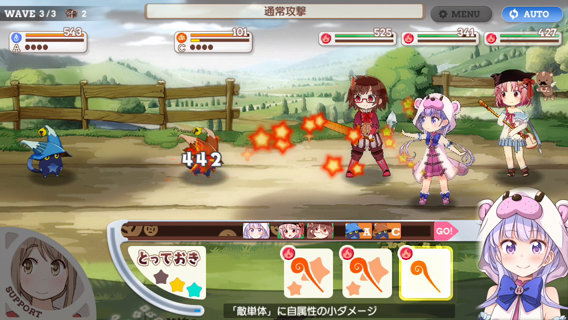 WAVE 3/3 2
通常攻撃
MENU
AUTO
543
A
101
C
525
341
427
442
A C GO!
とっておき
SUPPORT
「敵単体」に自属性の小ダメージ